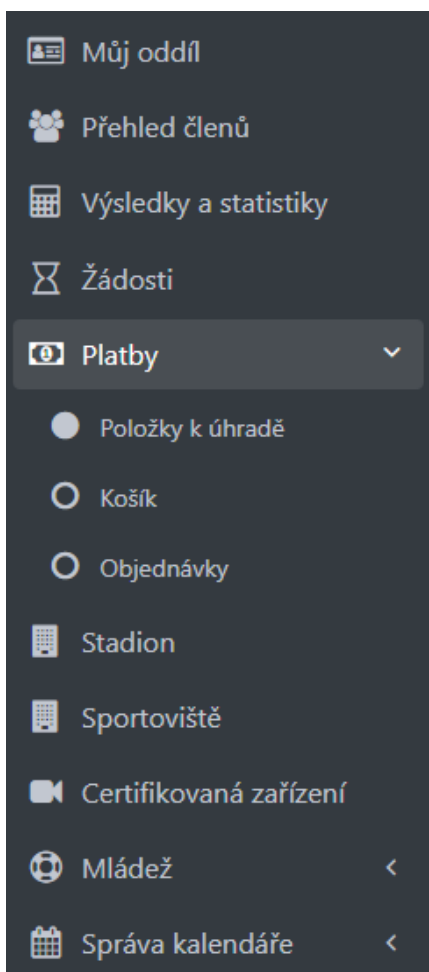 Můj oddíl
Přehled členů
Výsledky a statistiky
Žádosti
Platby
Položky k úhradě
Košík
Objednávky
Stadion
Sportoviště
Certifikovaná zařízení
Mládež
Správa kalendáře